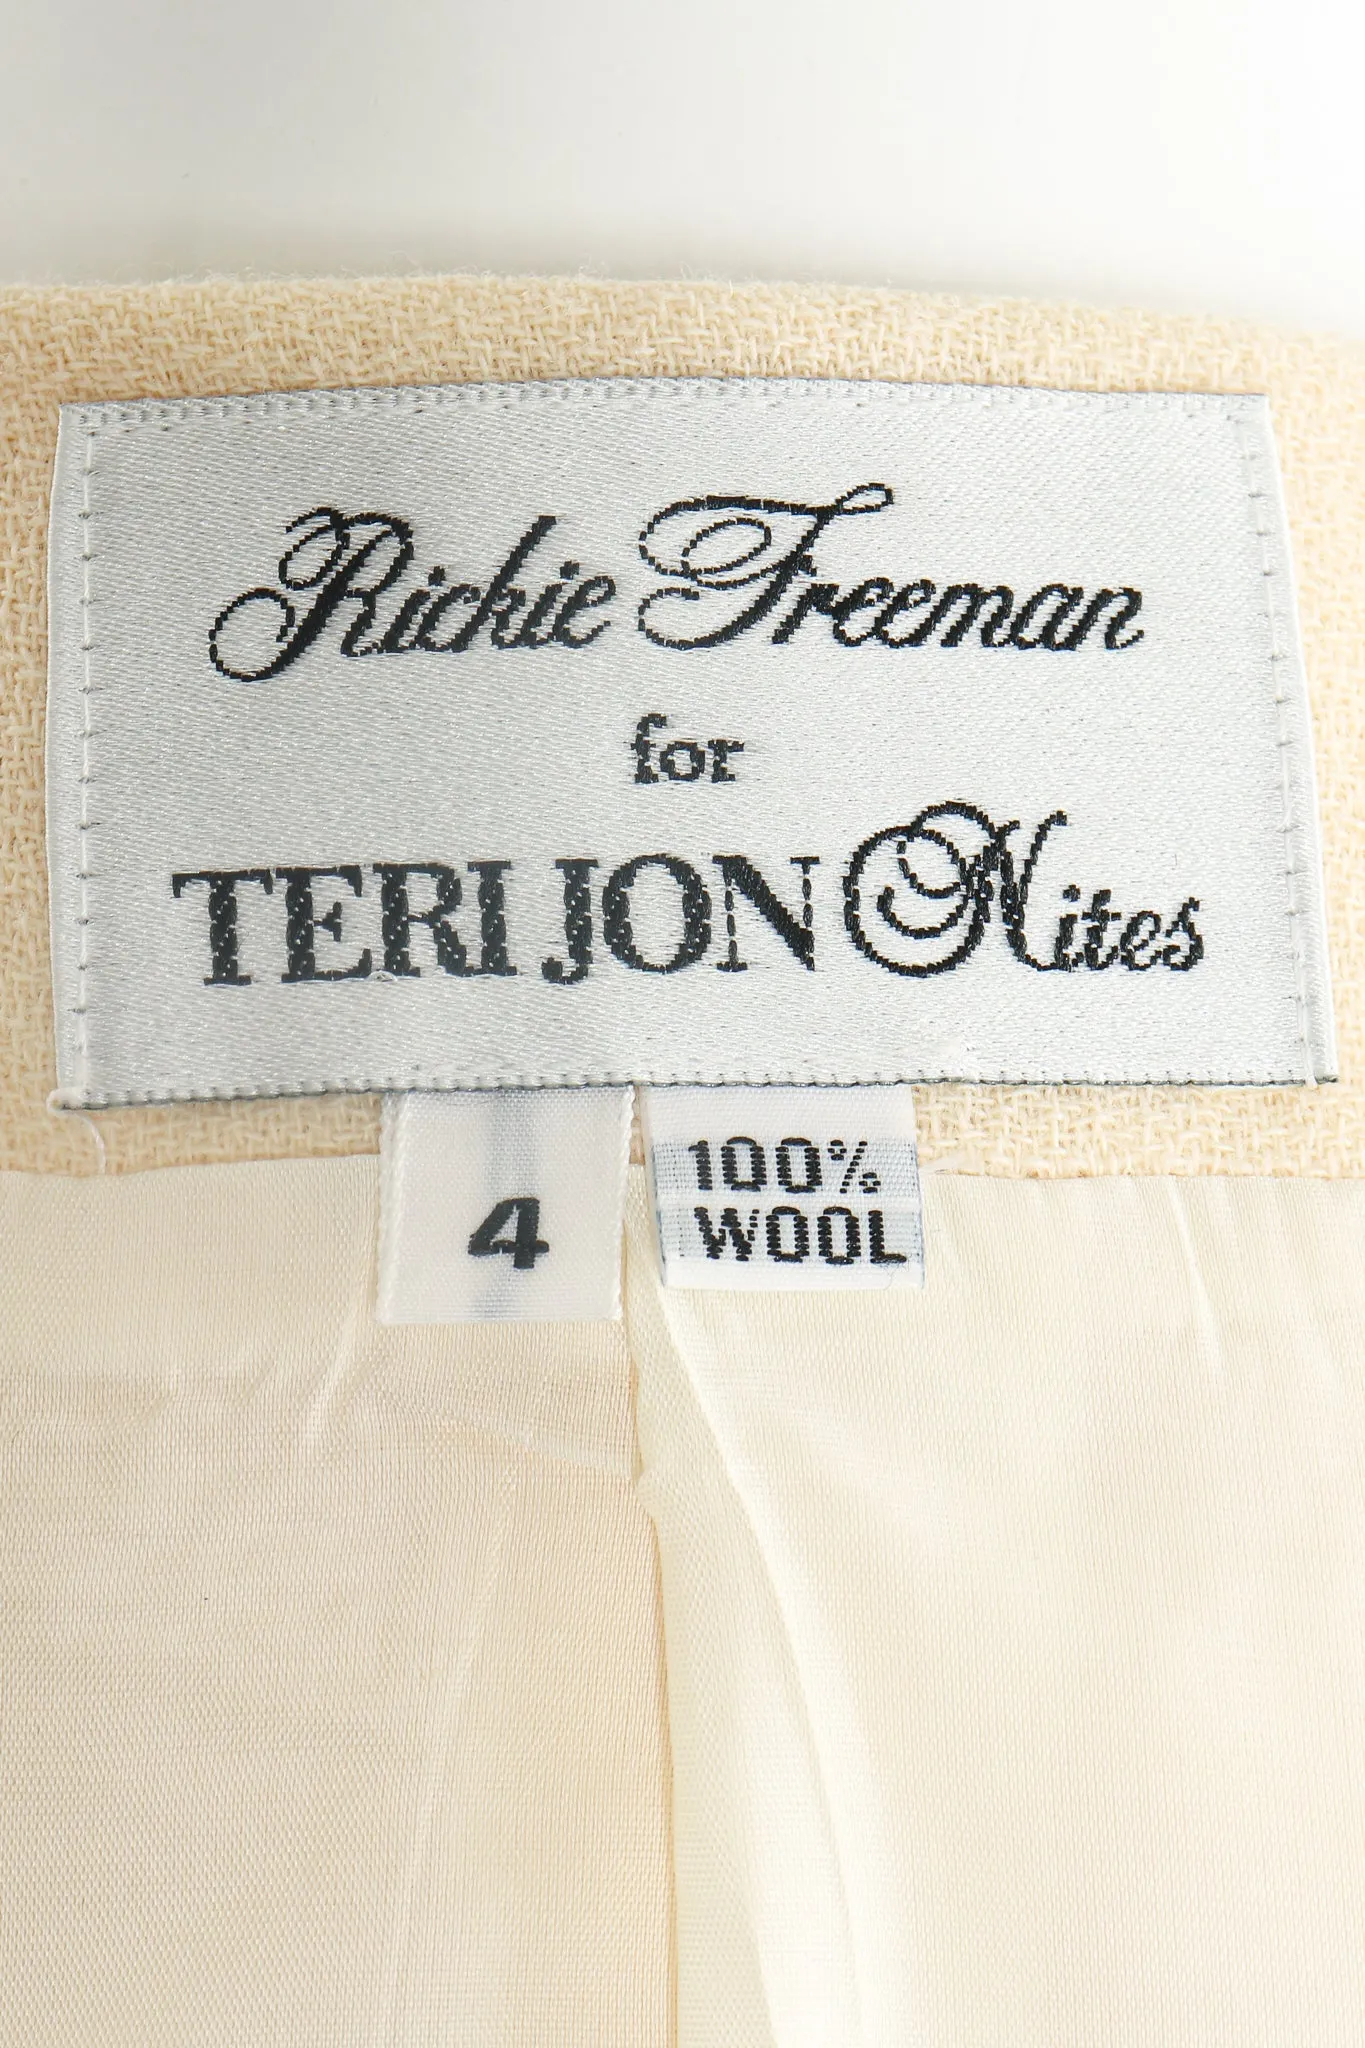 Rickie Freeman
for
TERI JON Nites
4
100%
WOOL